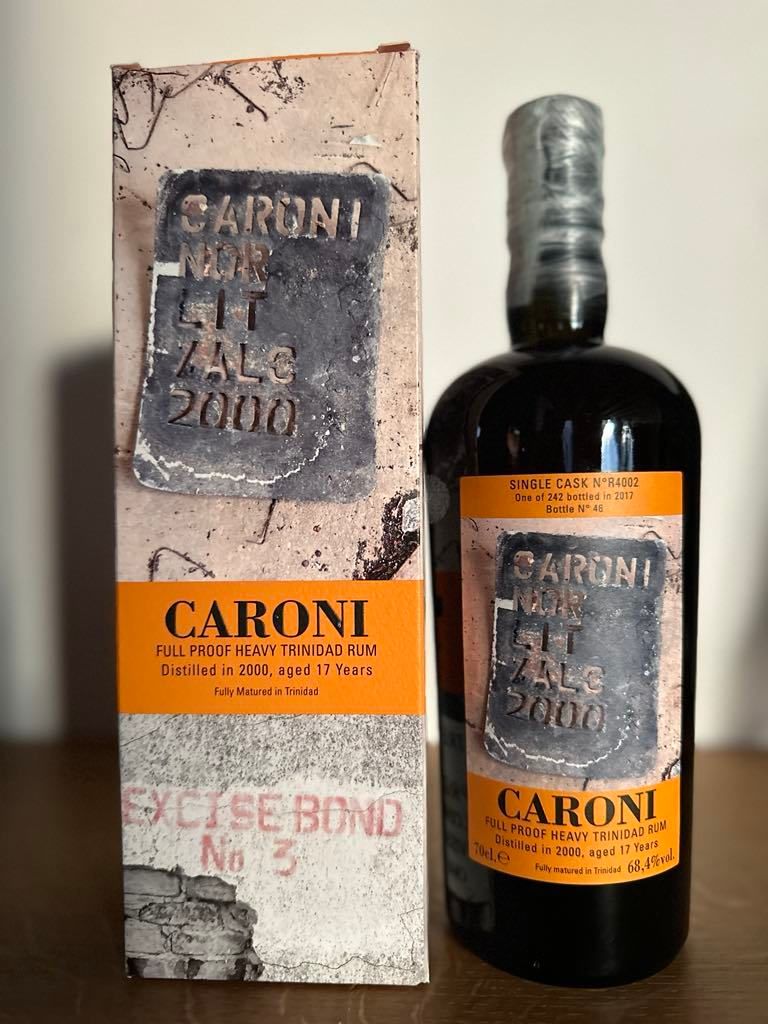 CARONI
NOR
LIT
7ALC
2000
CARONI
FULL PROOF HEAVY TRINIDAD RUM
Distilled in 2000, aged 17 Years
Fully Matured in Trinidad
EXCISE BOND
No 3
SINGLE CASK N°R4002
One of 242 bottled in 2017
Bottle N° 46
CARONI
NOR
LIT
7ALC
2000
CARONI
FULL PROOF HEAVY TRINIDAD RUM
Distilled in 2000, aged 17 Years
70cl.℮ Fully matured in Trinidad 68,4%vol.